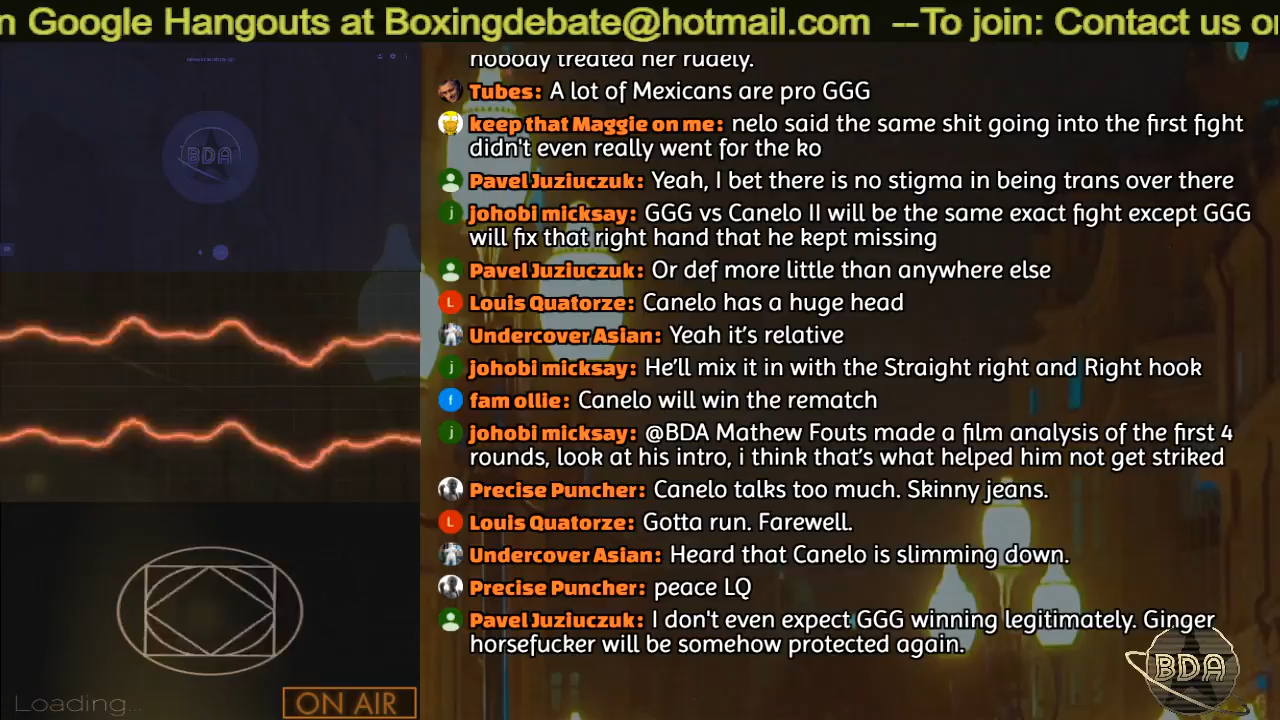 n Google Hangouts at Boxingdebate@hotmail.com --To join: Contact us o
nobody treated her rudely.
Tubes: A lot of Mexicans are pro GGG
keep that Maggie on me: nelo said the same shit going into the first fight
didn't even really went for the ko
Pavel Juziuczuk: Yeah, I bet there is no stigma in being trans over there
j johobi micksay: GGG vs Canelo II will be the same exact fight except GGG
will fix that right hand that he kept missing
Pavel Juziuczuk: Or def more little than anywhere else
L Louis Quatorze: Canelo has a huge head
Undercover Asian: Yeah it’s relative
j johobi micksay: He’ll mix it in with the Straight right and Right hook
f fam ollie: Canelo will win the rematch
j johobi micksay: @BDA Mathew Fouts made a film analysis of the first 4
rounds, look at his intro, i think that’s what helped him not get striked
Precise Puncher: Canelo talks too much. Skinny jeans.
L Louis Quatorze: Gotta run. Farewell.
Undercover Asian: Heard that Canelo is slimming down.
Precise Puncher: peace LQ
Pavel Juziuczuk: I don't even expect GGG winning legitimately. Ginger
horsefucker will be somehow protected again.
BDA
BDA
Loading...
ON AIR